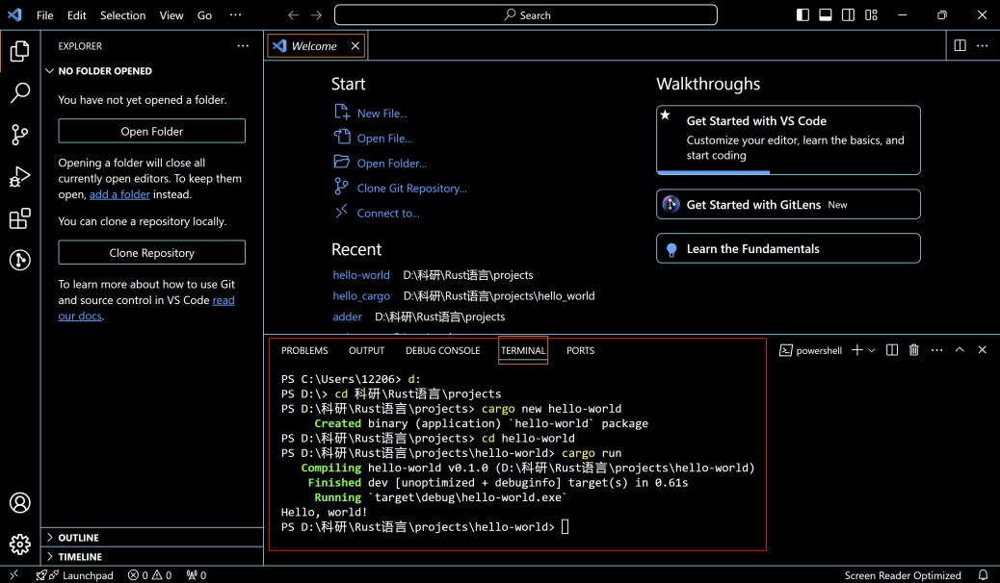 File Edit Selection View Go ···
Search
EXPLORER
Welcome
NO FOLDER OPENED
You have not yet opened a folder.
Open Folder
Opening a folder will close all
currently open editors. To keep them
open, add a folder instead.
You can clone a repository locally.
Clone Repository
To learn more about how to use Git
and source control in VS Code read
our docs.
OUTLINE
TIMELINE
Start
New File...
Open File...
Open Folder...
Clone Git Repository...
Connect to...
Recent
hello-world D:\科研\Rust语言\projects
hello_cargo D:\科研\Rust语言\projects\hello_world
adder D:\科研\Rust语言\projects
Walkthroughs
Get Started with VS Code
Customize your editor, learn the basics, and
start coding
Get Started with GitLens New
Learn the Fundamentals
PROBLEMS OUTPUT DEBUG CONSOLE TERMINAL PORTS
powershell
PS C:\Users\12206> d:
PS D:\> cd 科研\Rust语言\projects
PS D:\科研\Rust语言\projects> cargo new hello-world
Created binary (application) `hello-world` package
PS D:\科研\Rust语言\projects> cd hello-world
PS D:\科研\Rust语言\projects\hello-world> cargo run
Compiling hello-world v0.1.0 (D:\科研\Rust语言\projects\hello-world)
Finished dev [unoptimized + debuginfo] target(s) in 0.61s
Running `target\debug\hello-world.exe`
Hello, world!
PS D:\科研\Rust语言\projects\hello-world>
Launchpad 0 0 0
Screen Reader Optimized